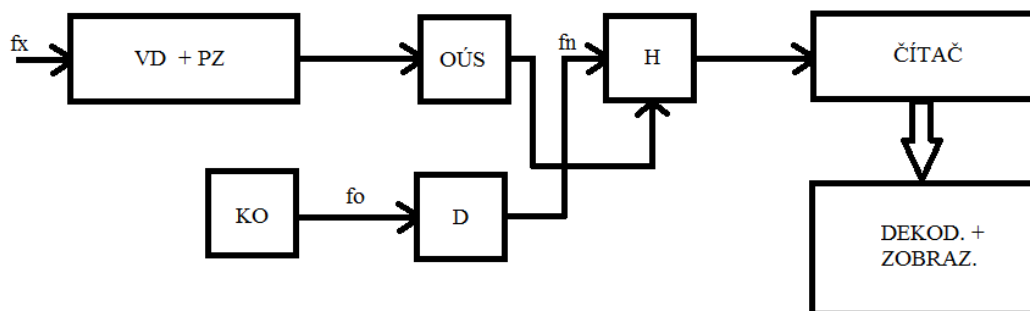 fx
VD + PZ
OÚS
fn
H
ČÍTAČ
KO
fo
D
DEKOD. +
ZOBRAZ.